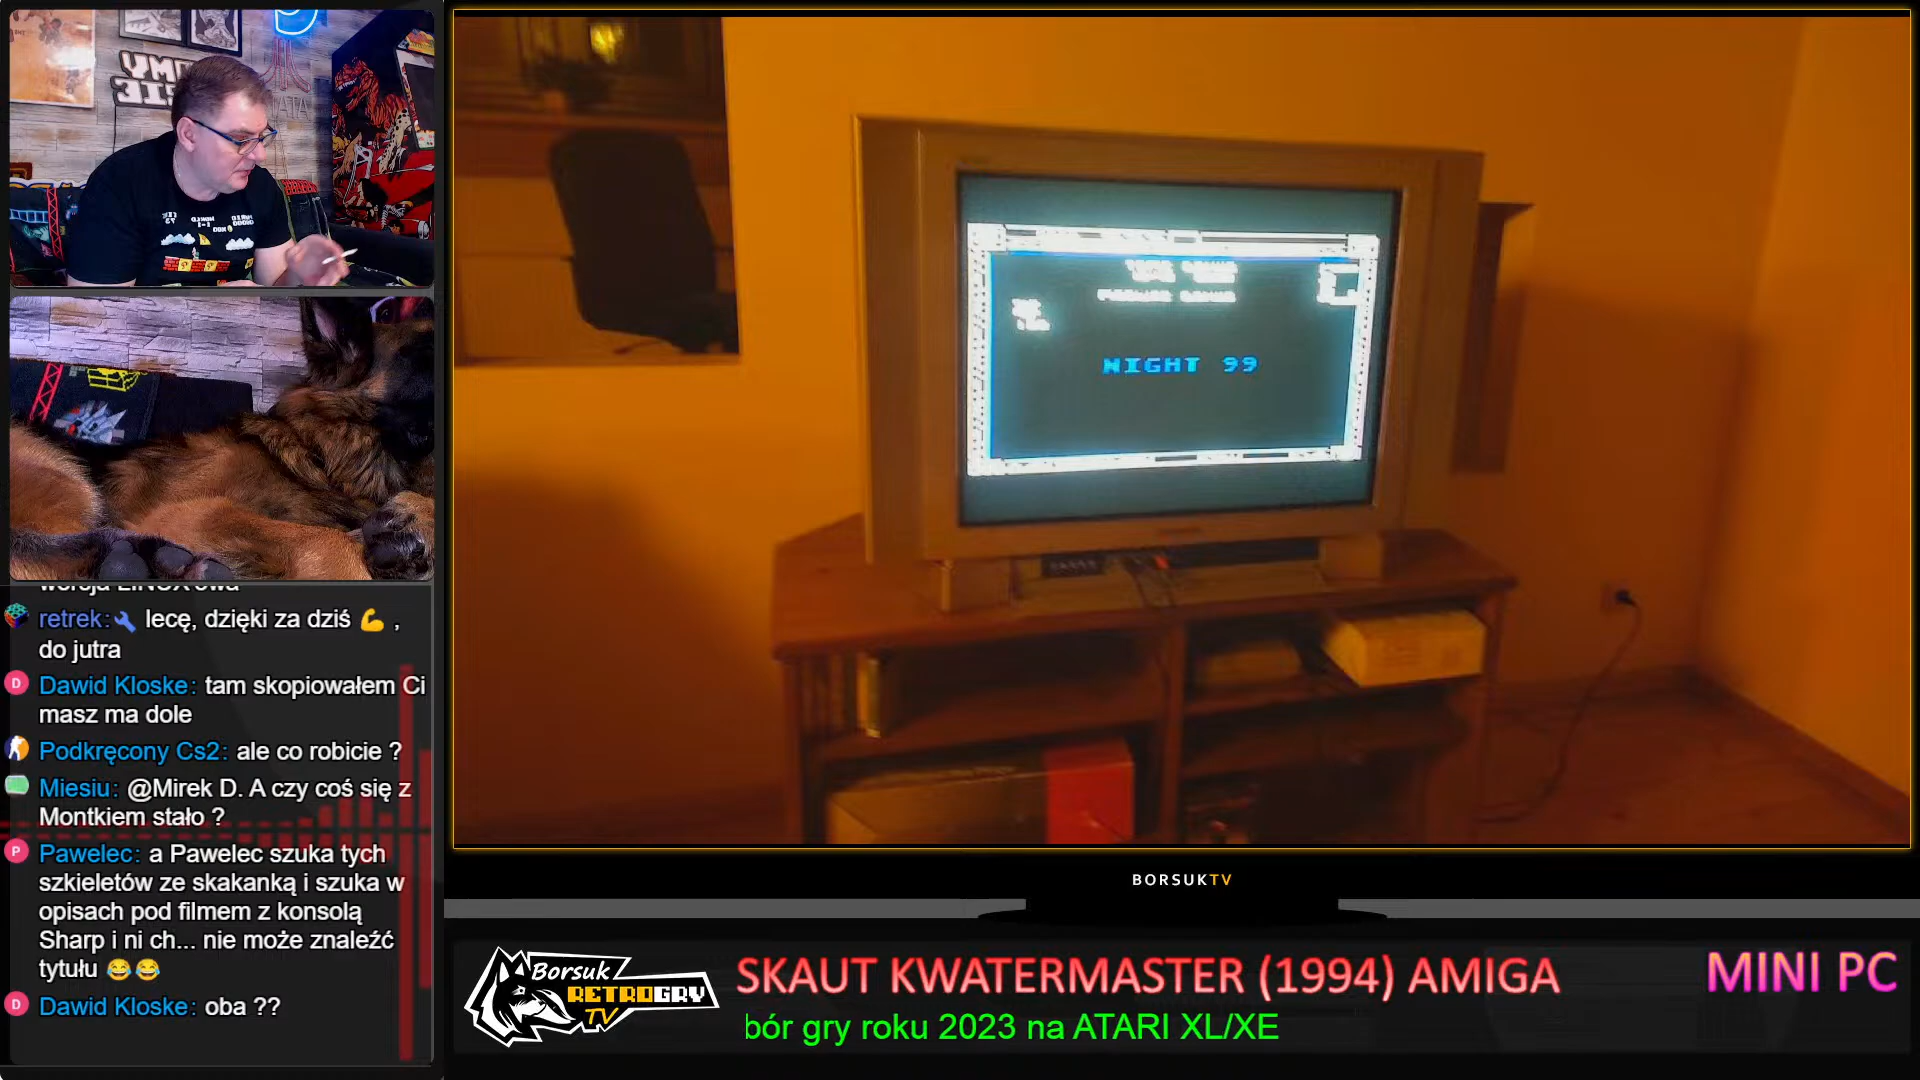 wersja LINUX'owa
retrek: lecę, dzięki za dziś 💪 ,
do jutra
Dawid Kloske: tam skopiowałem Ci
masz ma dole
Podkręcony Cs2: ale co robicie ?
Miesiu: @Mirek D. A czy coś się z
Montkiem stało ?
Pawelec: a Pawelec szuka tych
szkieletów ze skakanką i szuka w
opisach pod filmem z konsolą
Sharp i ni ch... nie może znaleźć
tytułu 😂😂
Dawid Kloske: oba ??
NIGHT 99
BORSUKTV
Borsuk
RETROGRY
TV
SKAUT KWATERMASTER (1994) AMIGA
MINI PC
bór gry roku 2023 na ATARI XL/XE